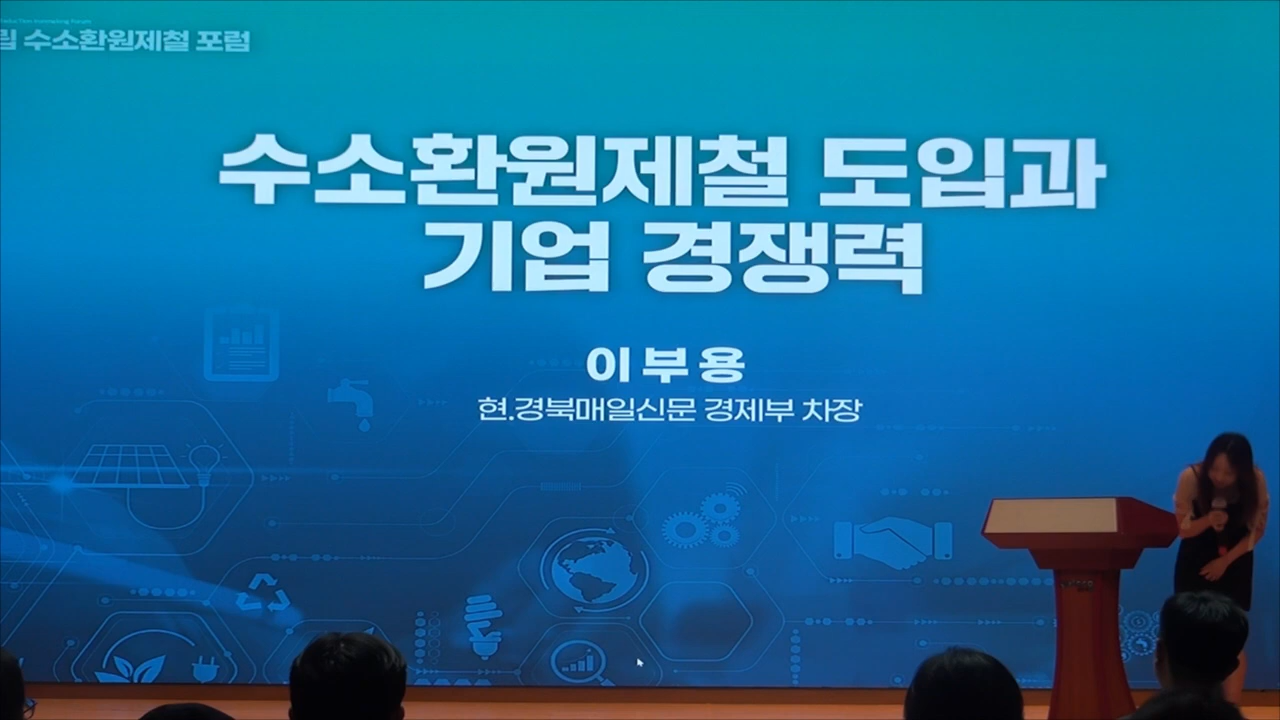 수소환원제철 포럼
수소환원제철 도입과
기업 경쟁력
이부용
현.경북매일신문 경제부 차장